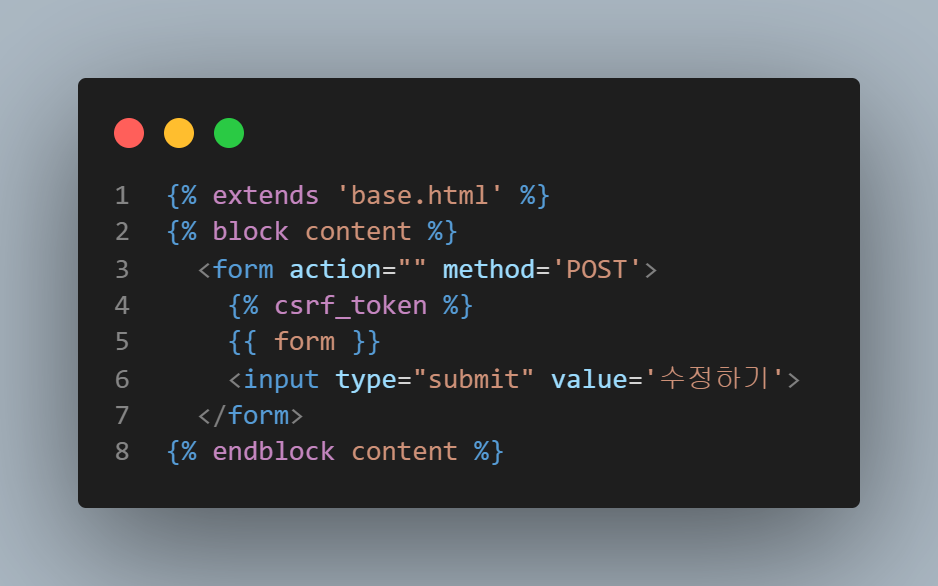 1 {% extends 'base.html' %}
2 {% block content %}
3   <form action="" method='POST'>
4     {% csrf_token %}
5     {{ form }}
6     <input type="submit" value='수정하기'>
7   </form>
8 {% endblock content %}